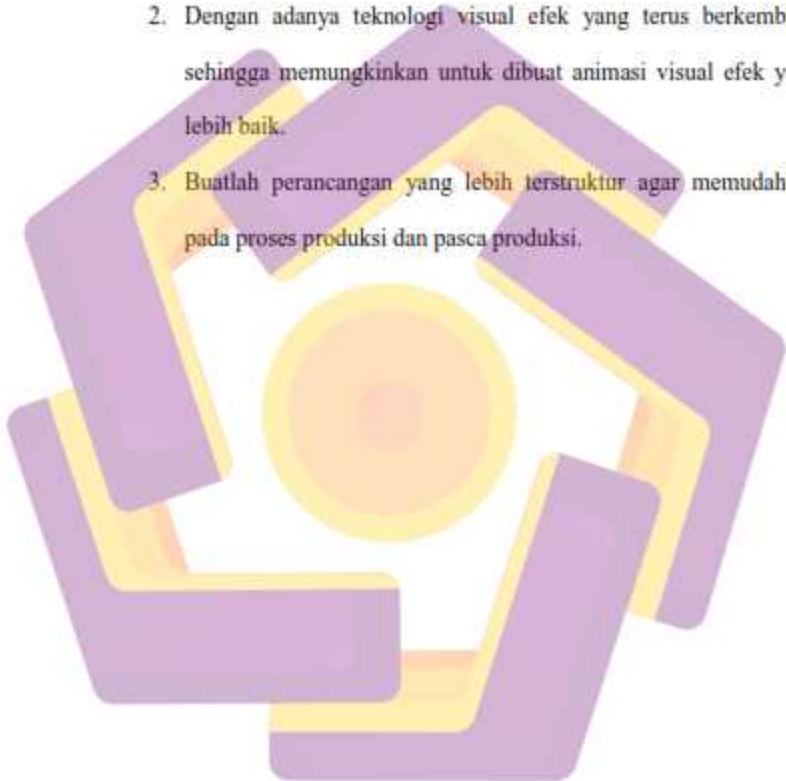 2. Dengan adanya teknologi visual efek yang terus berkemb
sehingga memungkinkan untuk dibuat animasi visual efek y
lebih baik.
3. Buatlah perancangan yang lebih terstruktur agar memudah
pada proses produksi dan pasca produksi.